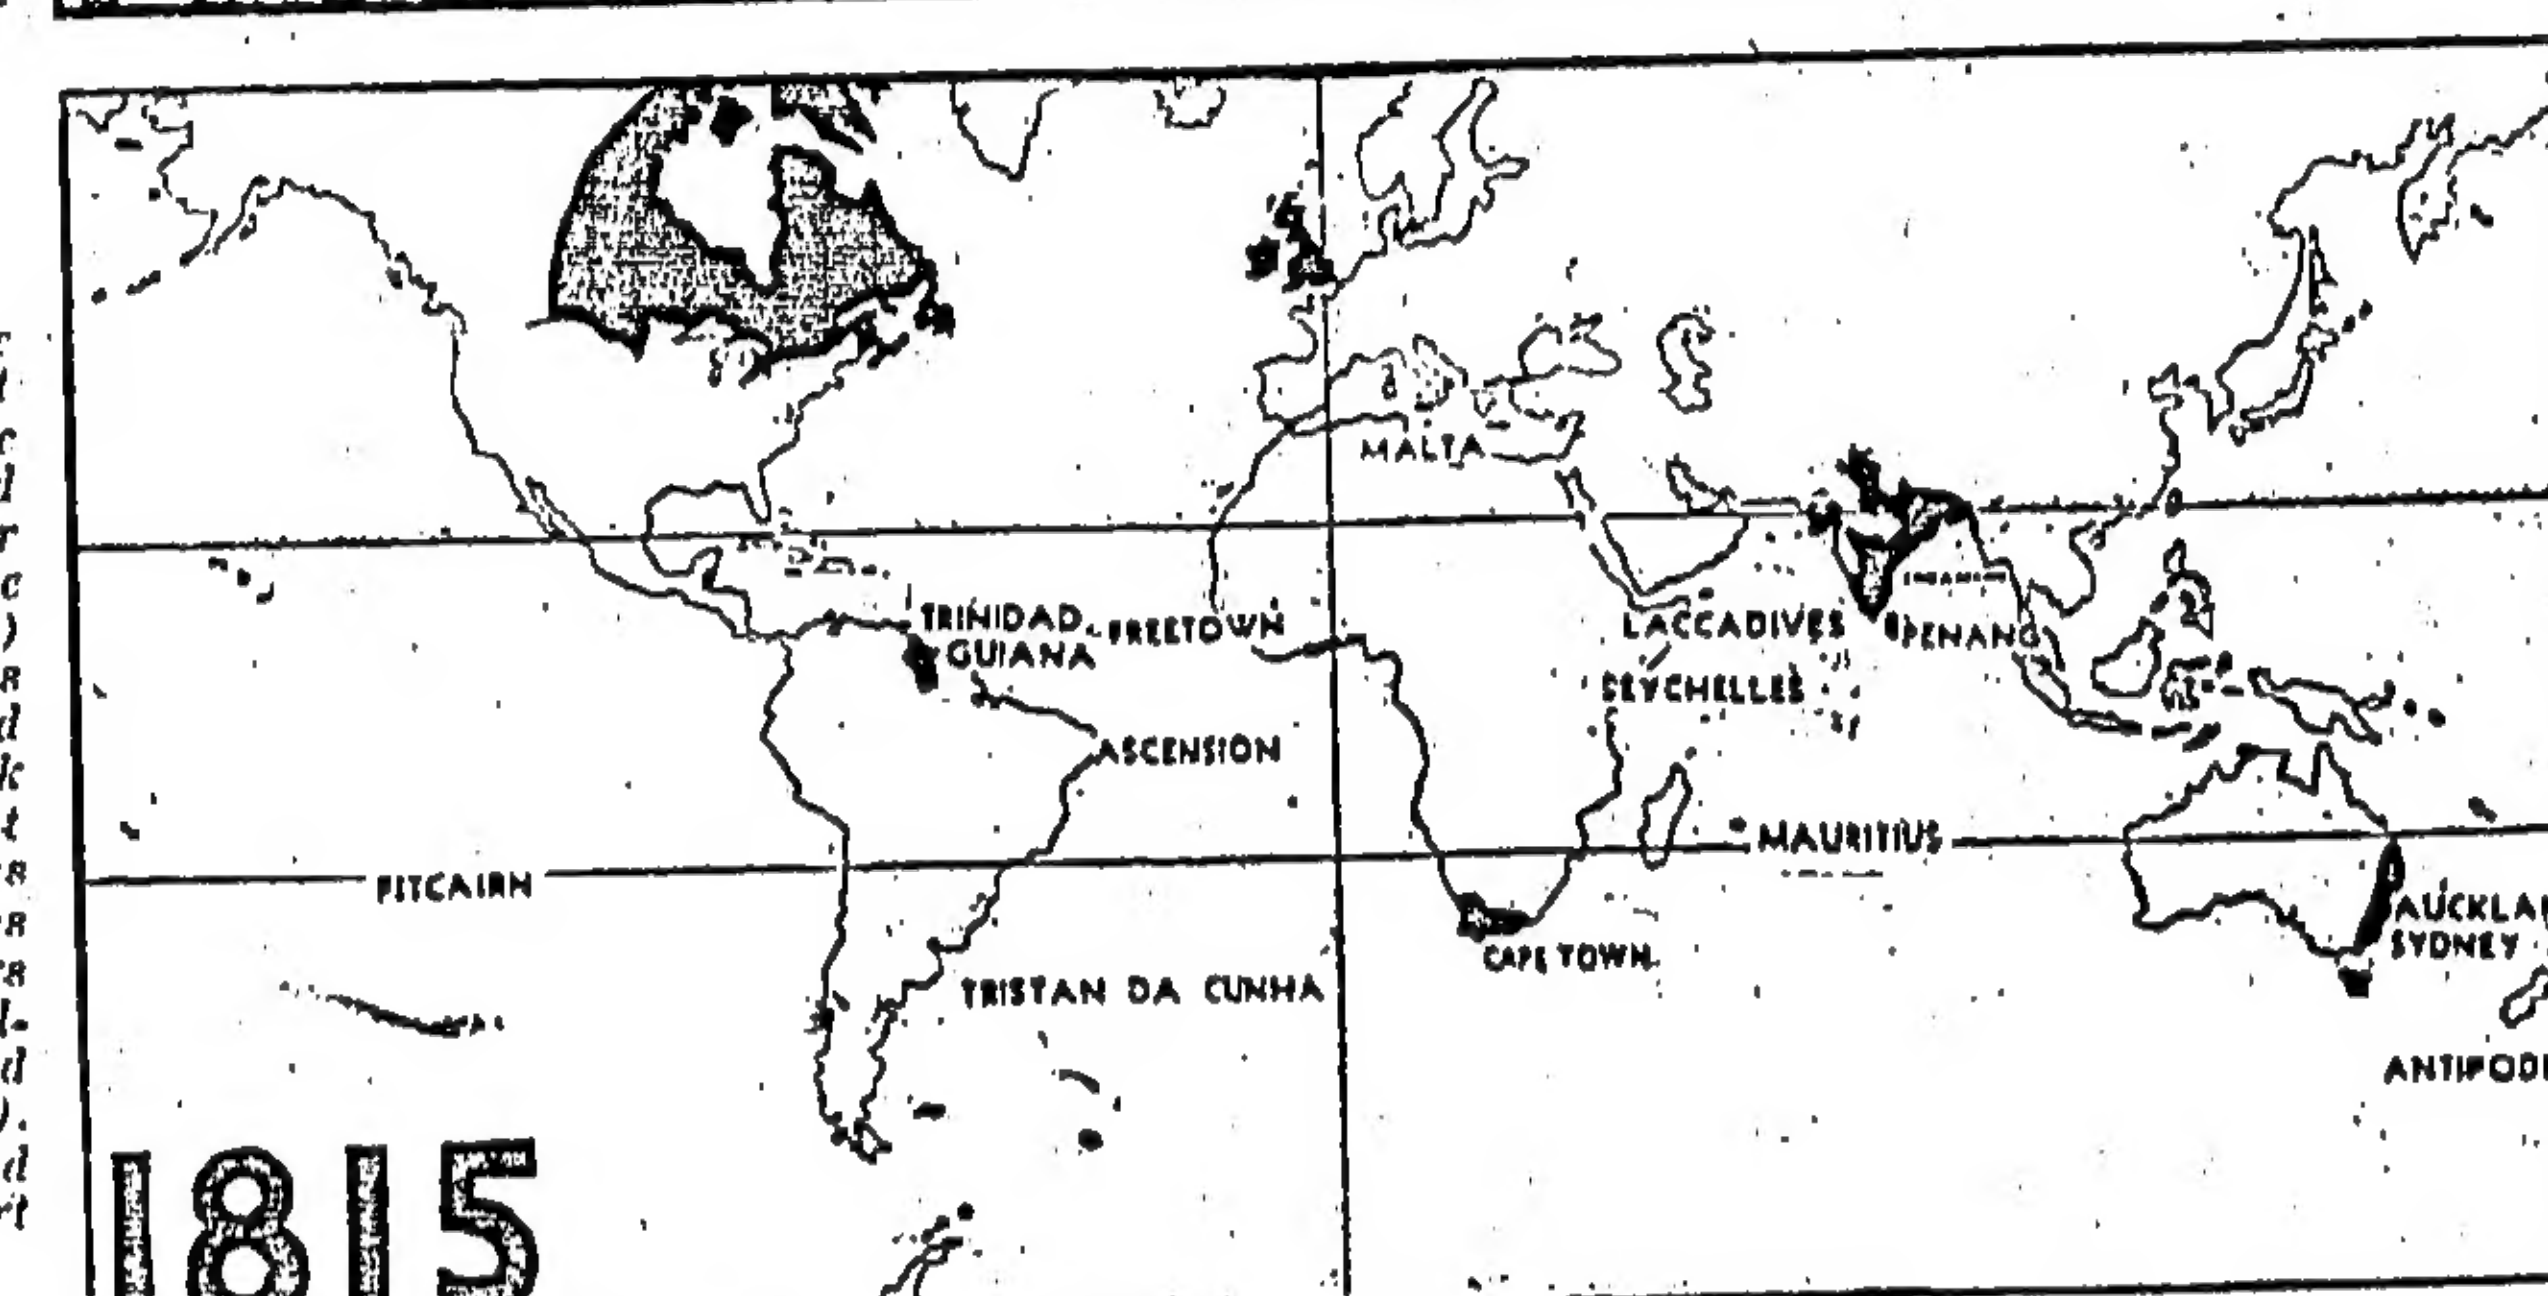 MALTA
TRINIDAD
FREETOWN
GUIANA
LACCADIVES
PENANG
SEYCHELLES
ASCENSION
MAURITIUS
PITCAIRN
CAPE TOWN
SYDNEY
TRISTAN DA CUNHA
1815